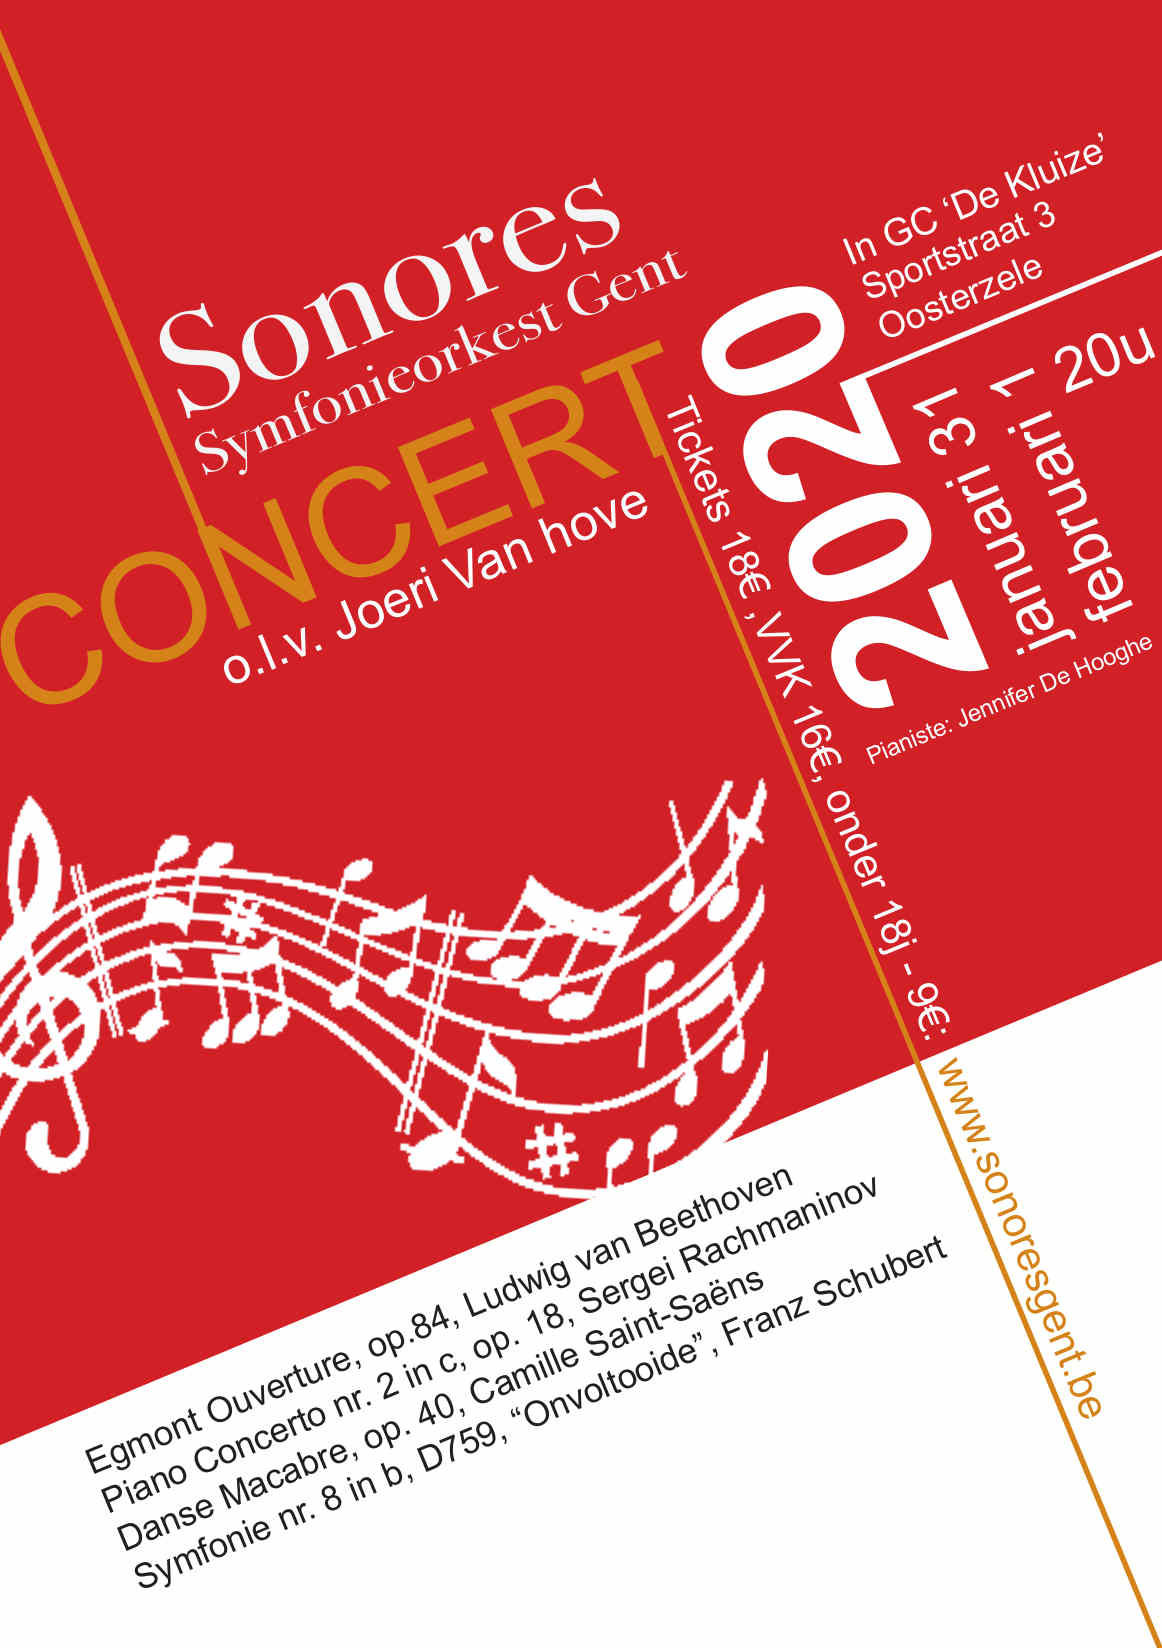 Sonores
Symfonieorkest Gent
CONCERT
o.l.v. Joeri Van hove
In GC ‘De Kluize’
Sportstraat 3
Oosterzele
2020
januari 31
februari 1
20u
Pianiste: Jennifer De Hooghe
Tickets 18€ , VVK 16€, onder 18j - 9€:
www.sonoresgent.be
Egmont Ouverture, op.84, Ludwig van Beethoven
Piano Concerto nr. 2 in c, op. 18, Sergei Rachmaninov
Danse Macabre, op. 40, Camille Saint-Saëns
Symfonie nr. 8 in b, D759, “Onvoltooide” , Franz Schubert